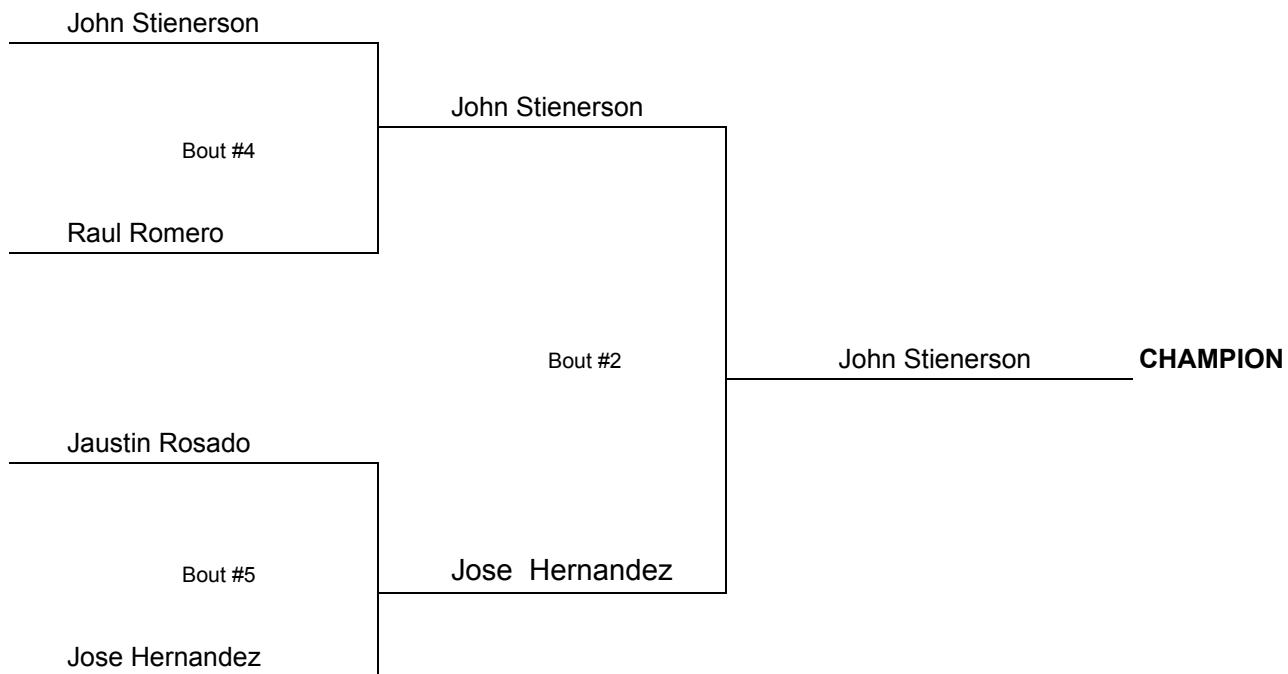 John Stienerson
John Stienerson
Bout #4
Raul Romero
Bout #2
John Stienerson
CHAMPION
Jaustin Rosado
Bout #5
Jose  Hernandez
Jose Hernandez